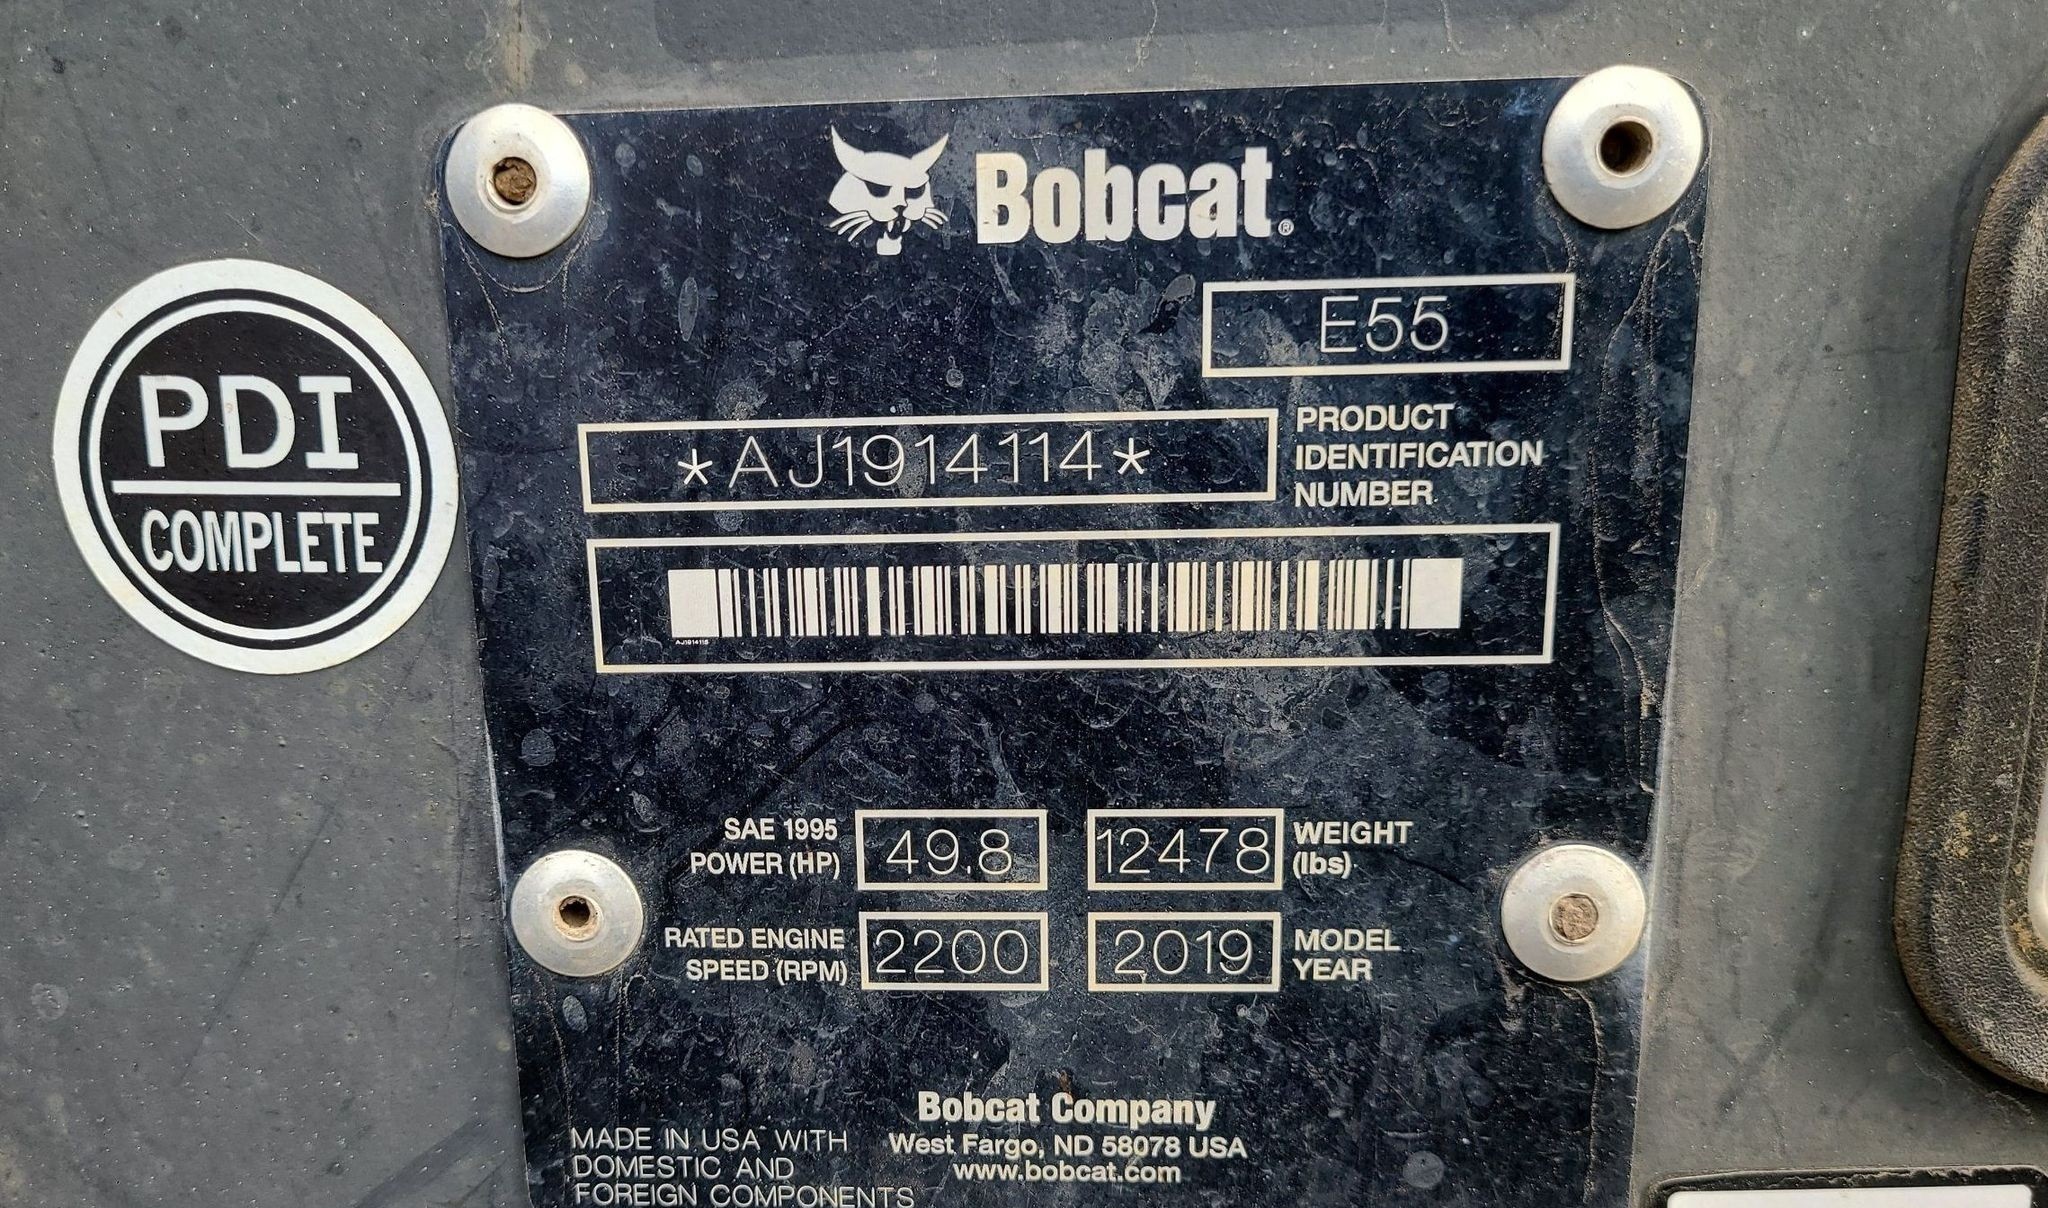 Bobcat®
E55
PDI
COMPLETE
*AJ1914114*
PRODUCT
IDENTIFICATION
NUMBER
SAE 1995
POWER (HP)
49.8
12478
WEIGHT
(lbs)
RATED ENGINE
SPEED (RPM)
2200
2019
MODEL
YEAR
Bobcat Company
West Fargo, ND 58078 USA
www.bobcat.com
MADE IN USA WITH
DOMESTIC AND
FOREIGN COMPONENTS